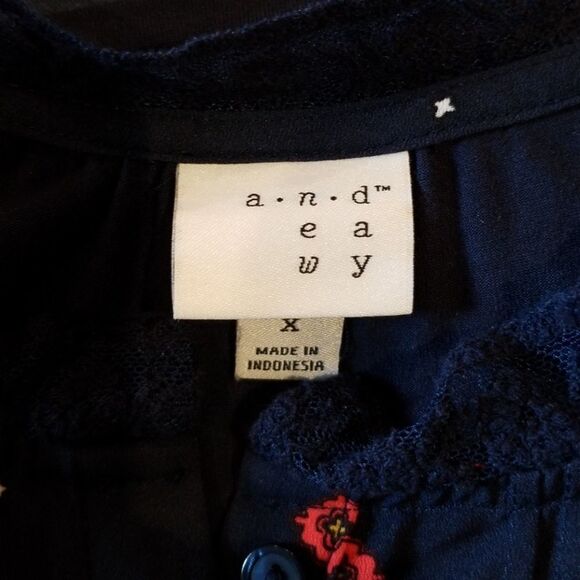 a · n · d™
e a
w y
X
MADE IN
INDONESIA